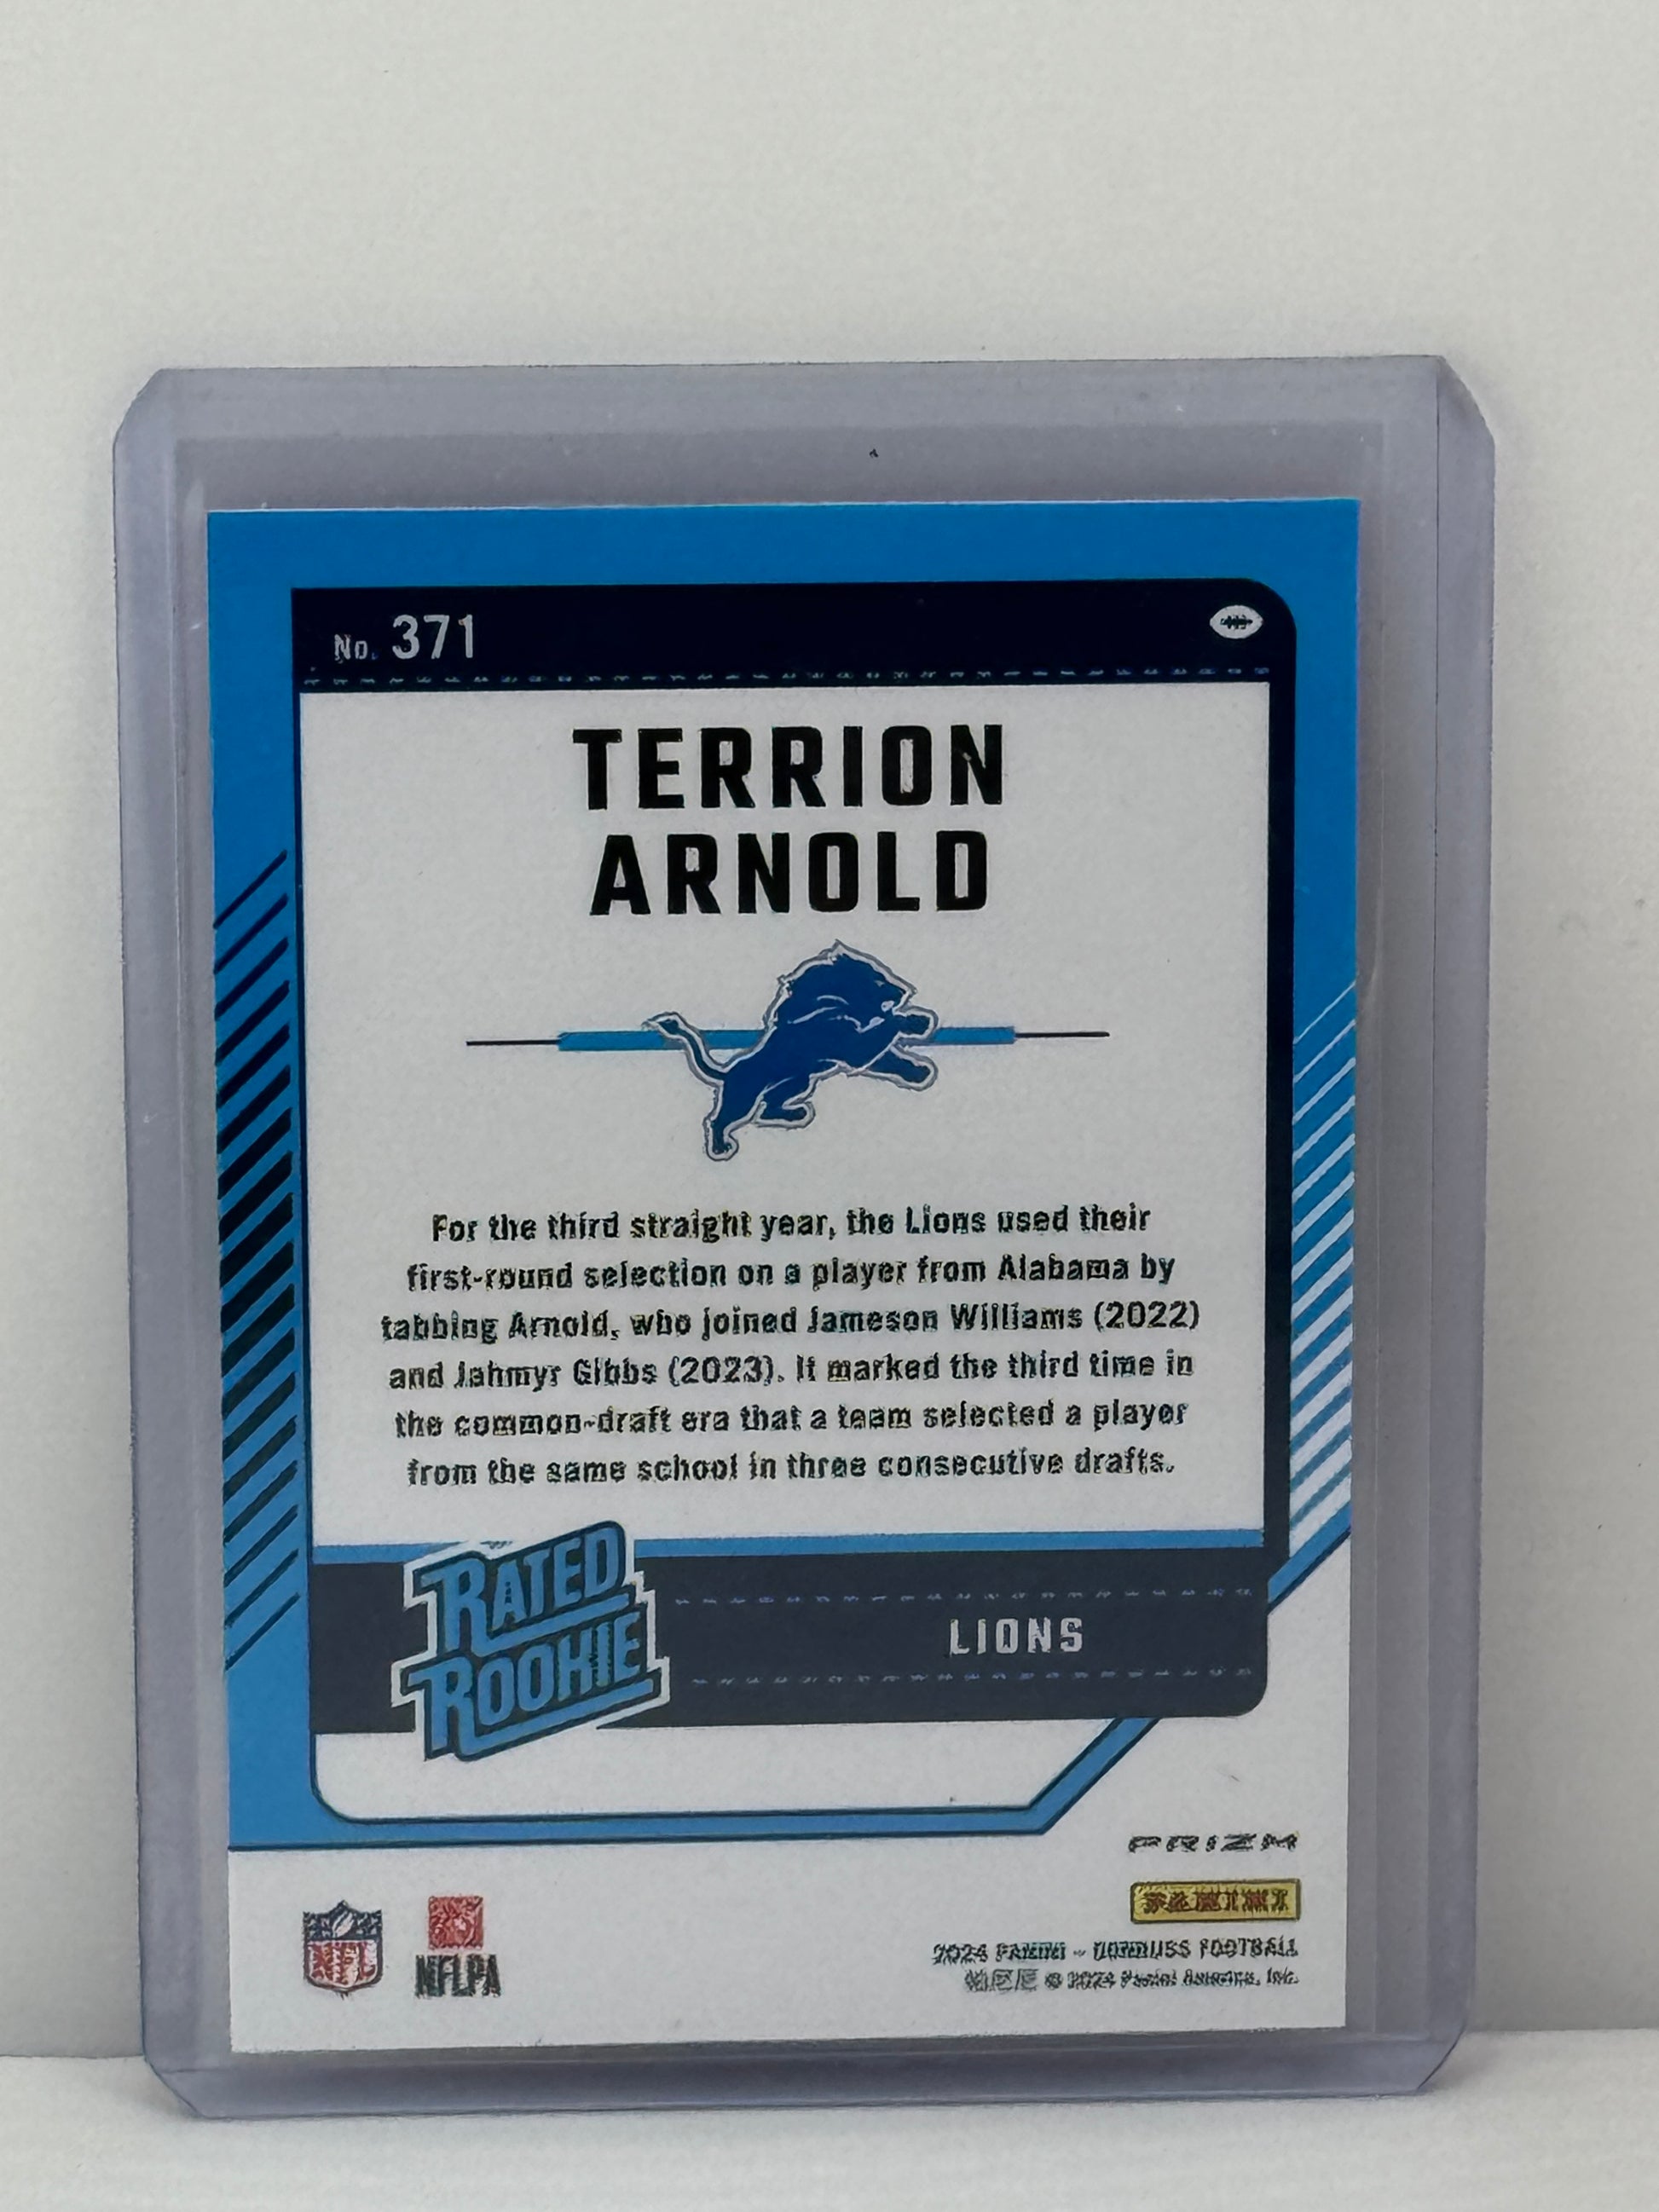 No. 371
TERRION
ARNOLD
For the third straight year, the Lions used their
first-round selection on a player from Alabama by
tabbing Arnold, who joined Jameson Williams (2022)
and Jahmyr Gibbs (2023). It marked the third time in
the common-draft era that a team selected a player
from the same school in three consecutive drafts.
RATED
ROOKIE
LIONS
PRIZM
PANINI
NFL
NFLPA
2024 PANINI - DONRUSS FOOTBALL
© 2024 Panini America, Inc.